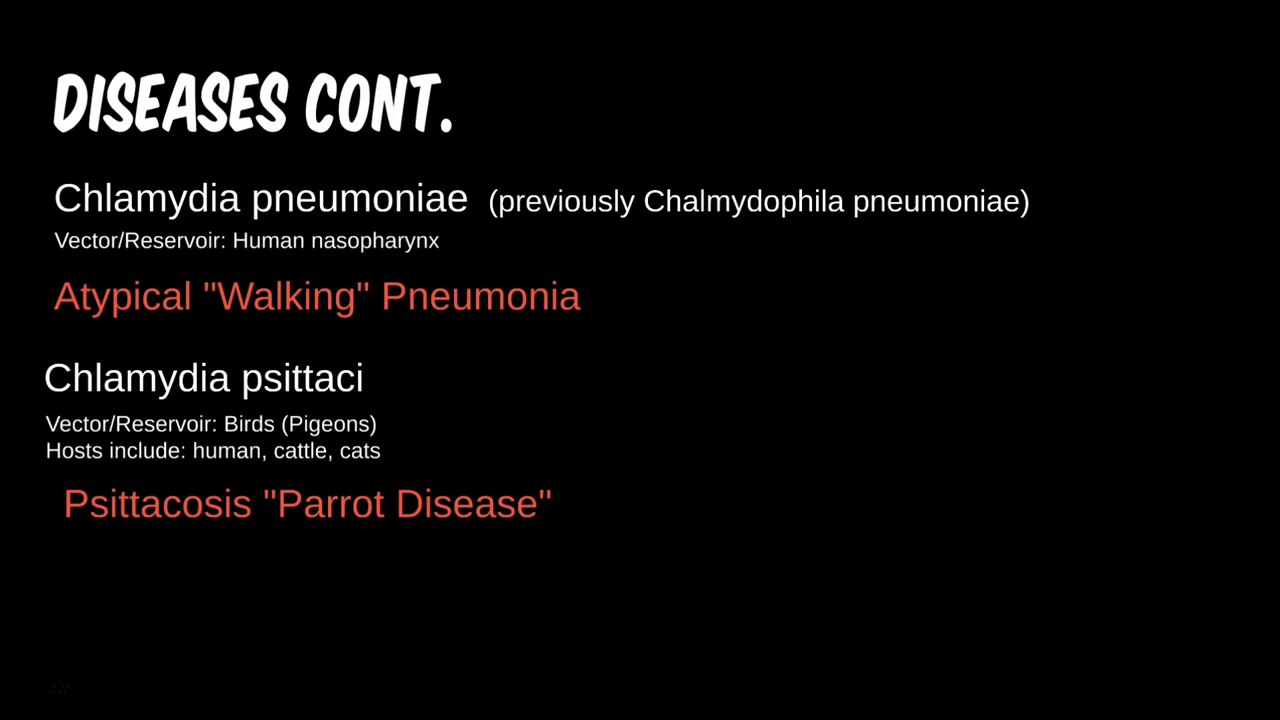 DISEASES CONT.
Chlamydia pneumoniae (previously Chalmydophila pneumoniae)
Vector/Reservoir: Human nasopharynx
Atypical "Walking" Pneumonia
Chlamydia psittaci
Vector/Reservoir: Birds (Pigeons)
Hosts include: human, cattle, cats
Psittacosis "Parrot Disease"